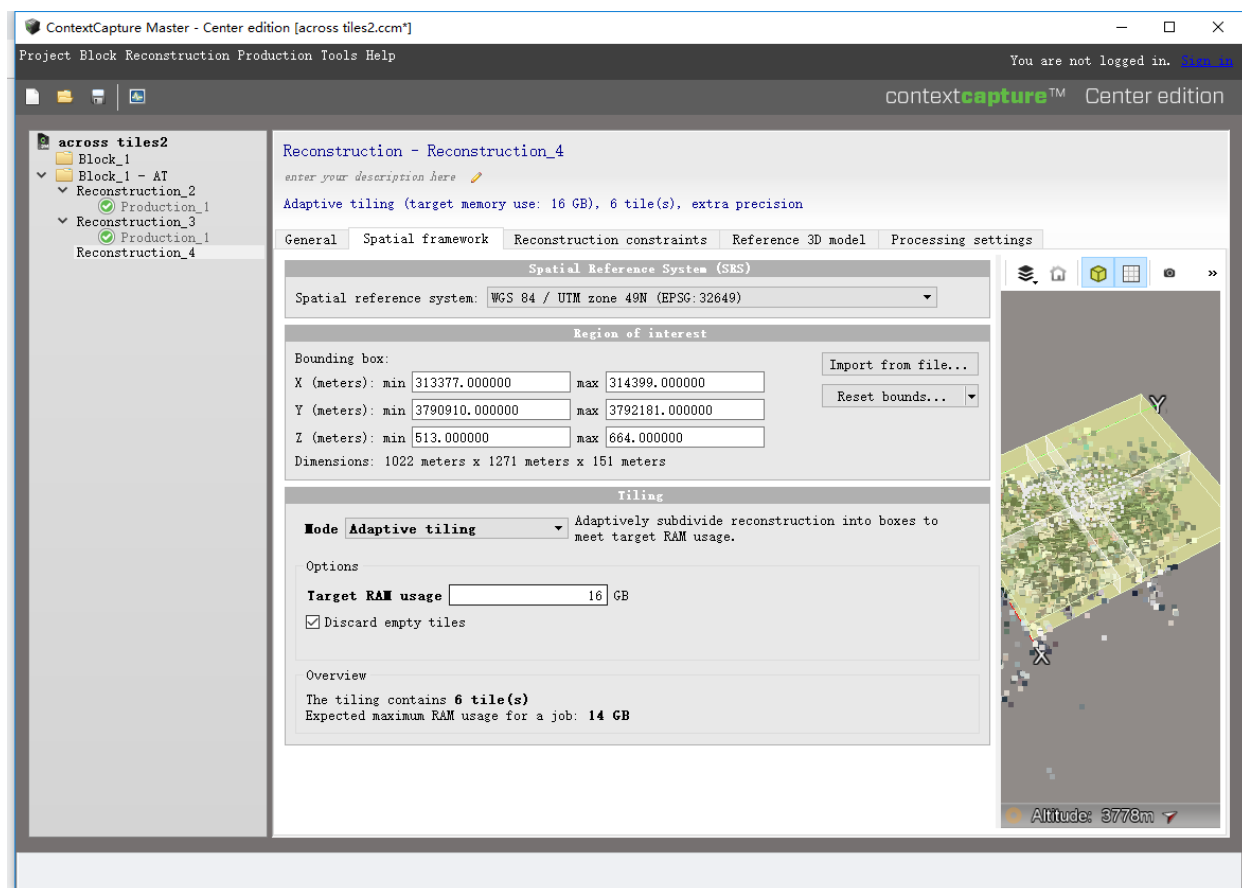 ContextCapture Master - Center edition [across tiles2.ccm*]
Project Block Reconstruction Production Tools Help
You are not logged in. Sign in
contextcapture™ Center edition
across tiles2
Block_1
Block_1 - AT
Reconstruction_2
Production_1
Reconstruction_3
Production_1
Reconstruction_4
Reconstruction - Reconstruction_4
enter your description here
Adaptive tiling (target memory use: 16 GB), 6 tile(s), extra precision
General Spatial framework Reconstruction constraints Reference 3D model Processing settings
Spatial Reference System (SRS)
Spatial reference system: WGS 84 / UTM zone 49N (EPSG:32649)
Region of interest
Bounding box:
Import from file...
X (meters): min 313377.000000 max 314399.000000
Reset bounds...
Y (meters): min 3790910.000000 max 3792181.000000
Z (meters): min 513.000000 max 664.000000
Dimensions: 1022 meters x 1271 meters x 151 meters
Tiling
Mode Adaptive tiling Adaptively subdivide reconstruction into boxes to
meet target RAM usage.
Options
Target RAM usage 16 GB
Discard empty tiles
Overview
The tiling contains 6 tile(s)
Expected maximum RAM usage for a job: 14 GB
»
Y
X
Altitude: 3778m